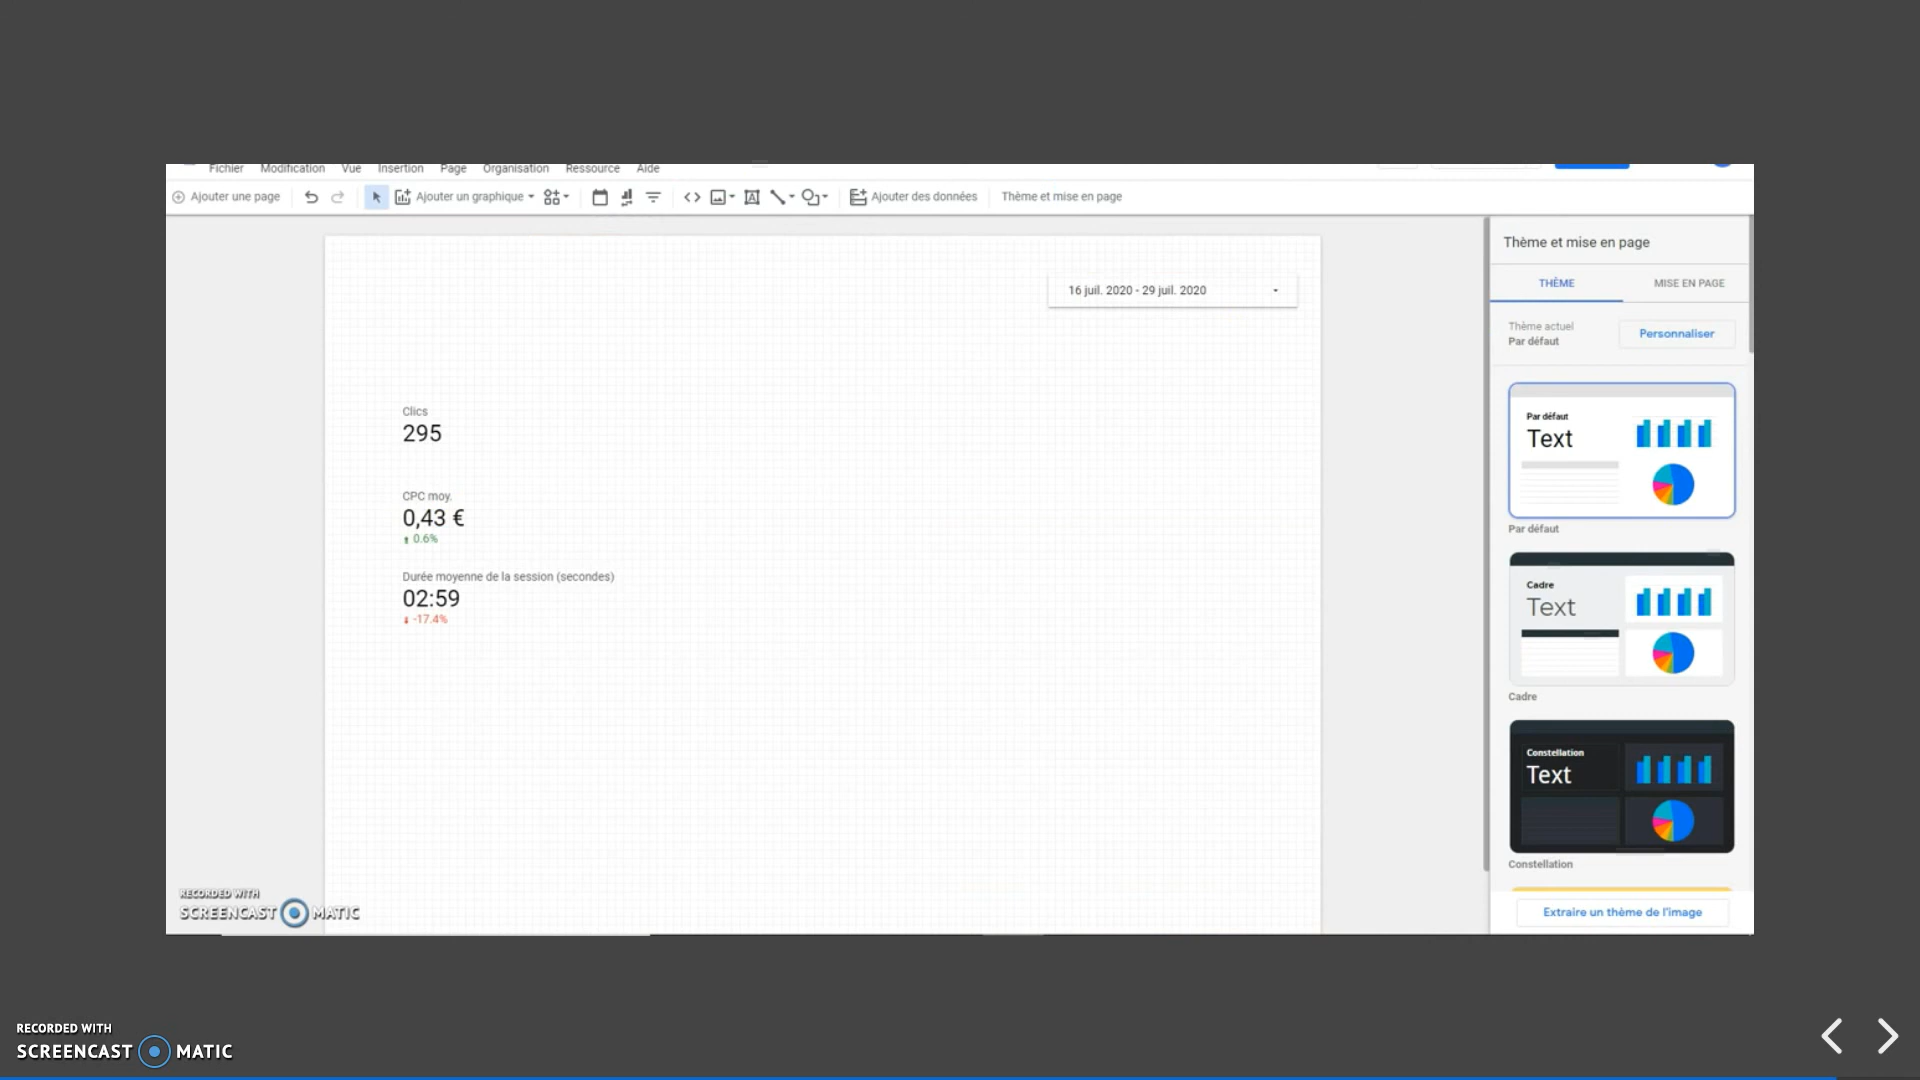 Fichier Modification Vue Insertion Page Organisation Ressource Aide
Ajouter une page Ajouter un graphique Ajouter des données Thème et mise en page
Thème et mise en page
THÈME MISE EN PAGE
16 juil. 2020 - 29 juil. 2020
Thème actuel
Par défaut
Personnaliser
Clics
295
CPC moy.
0,43 €
0.6%
Durée moyenne de la session (secondes)
02:59
-17.4%
Par défaut
Text
Par défaut
Cadre
Text
Cadre
Constellation
Text
Constellation
Extraire un thème de l'image
RECORDED WITH
SCREENCAST MATIC
RECORDED WITH
SCREENCAST MATIC